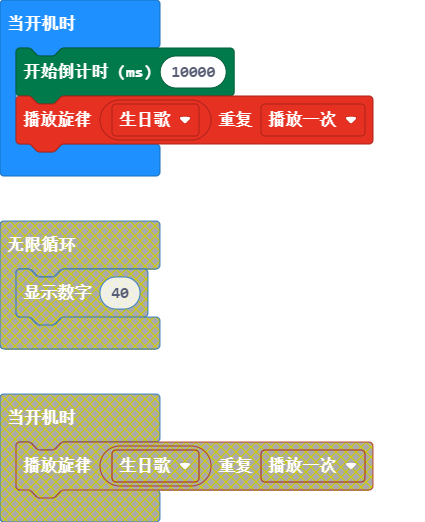 当开机时
开始倒计时 (ms) 10000
播放旋律 生日歌 重复 播放一次
无限循环
显示数字 40
当开机时
播放旋律 生日歌 重复 播放一次